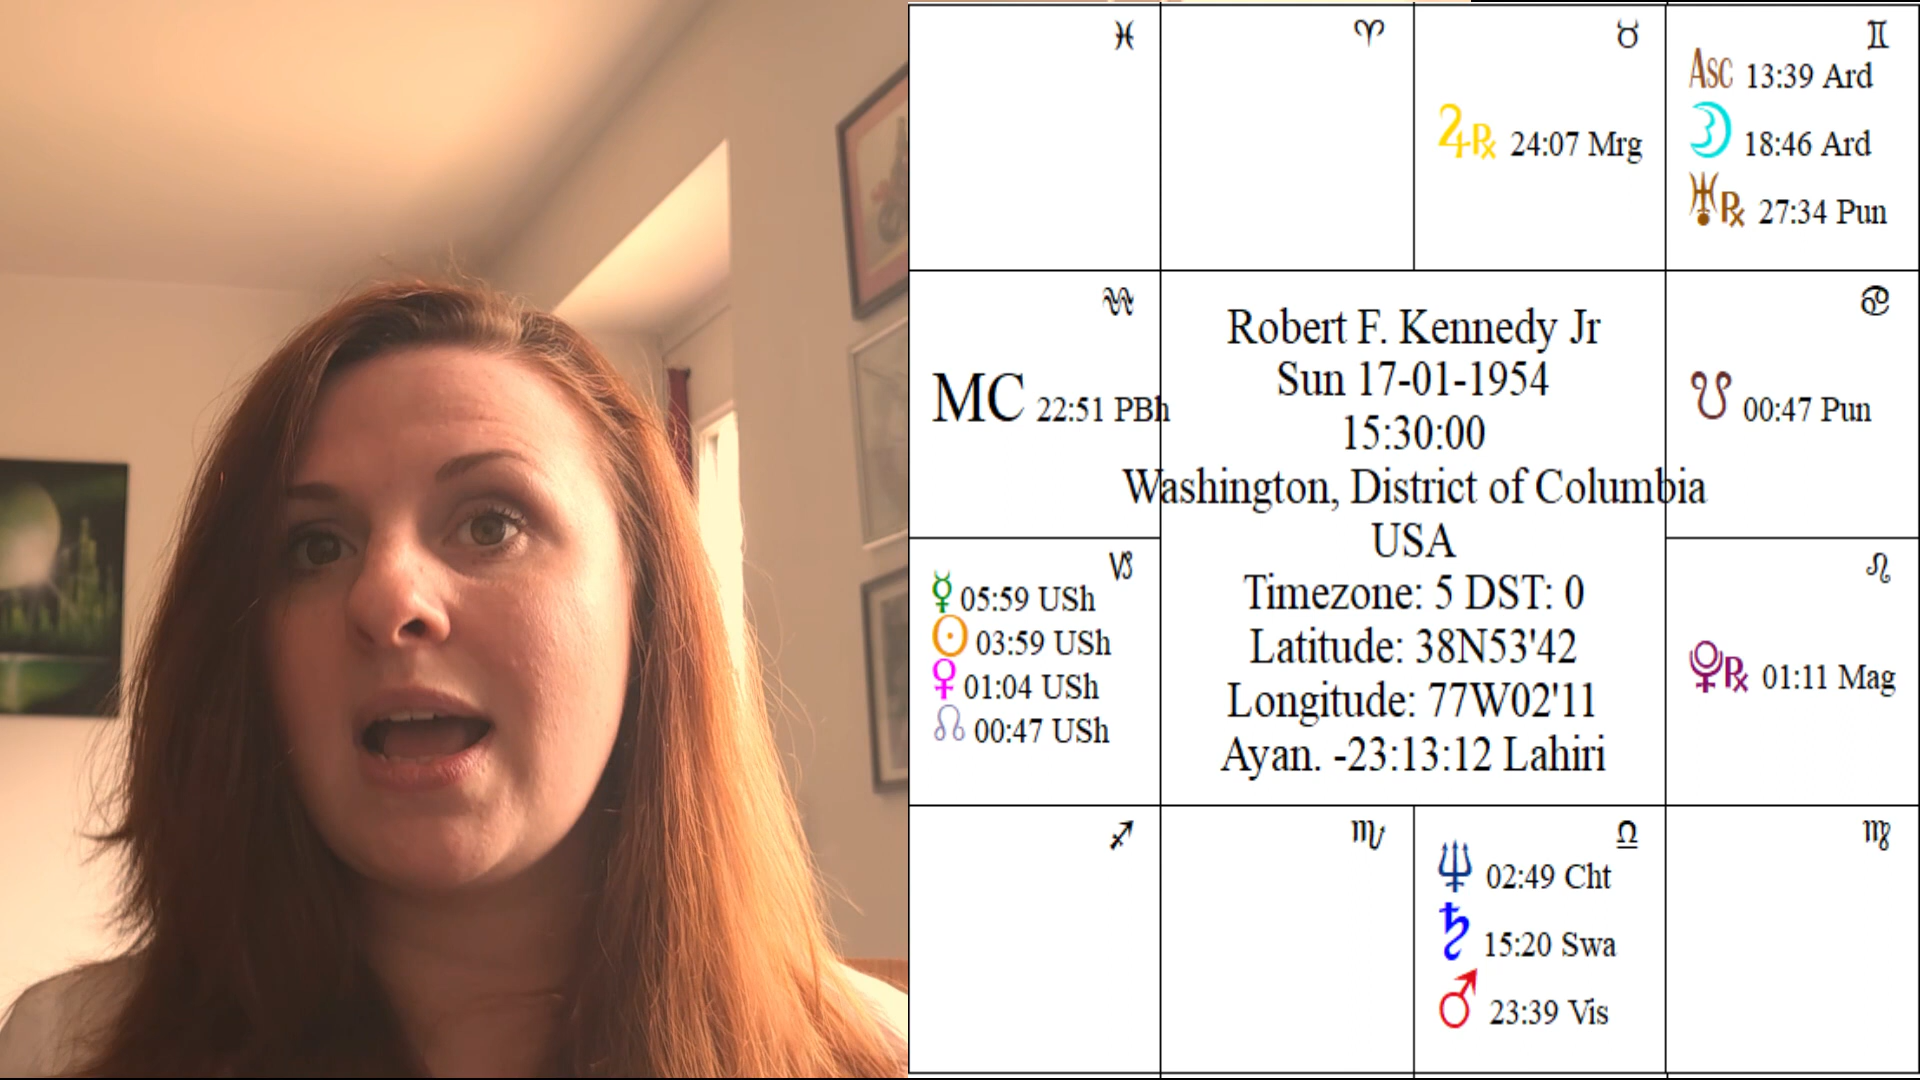 ♓
♈
♉
♃℞ 24:07 Mrg
♊
Asc 13:39 Ard
☽ 18:46 Ard
♅℞ 27:34 Pun
♒
MC 22:51 PBh
Robert F. Kennedy Jr
Sun 17-01-1954
15:30:00
Washington, District of Columbia
USA
Timezone: 5 DST: 0
Latitude: 38N53'42
Longitude: 77W02'11
Ayan. -23:13:12 Lahiri
♋
☋ 00:47 Pun
♑
☿ 05:59 USh
☉ 03:59 USh
♀ 01:04 USh
☊ 00:47 USh
♌
♇℞ 01:11 Mag
♐
♏
♎
♆ 02:49 Cht
♄ 15:20 Swa
♂ 23:39 Vis
♍